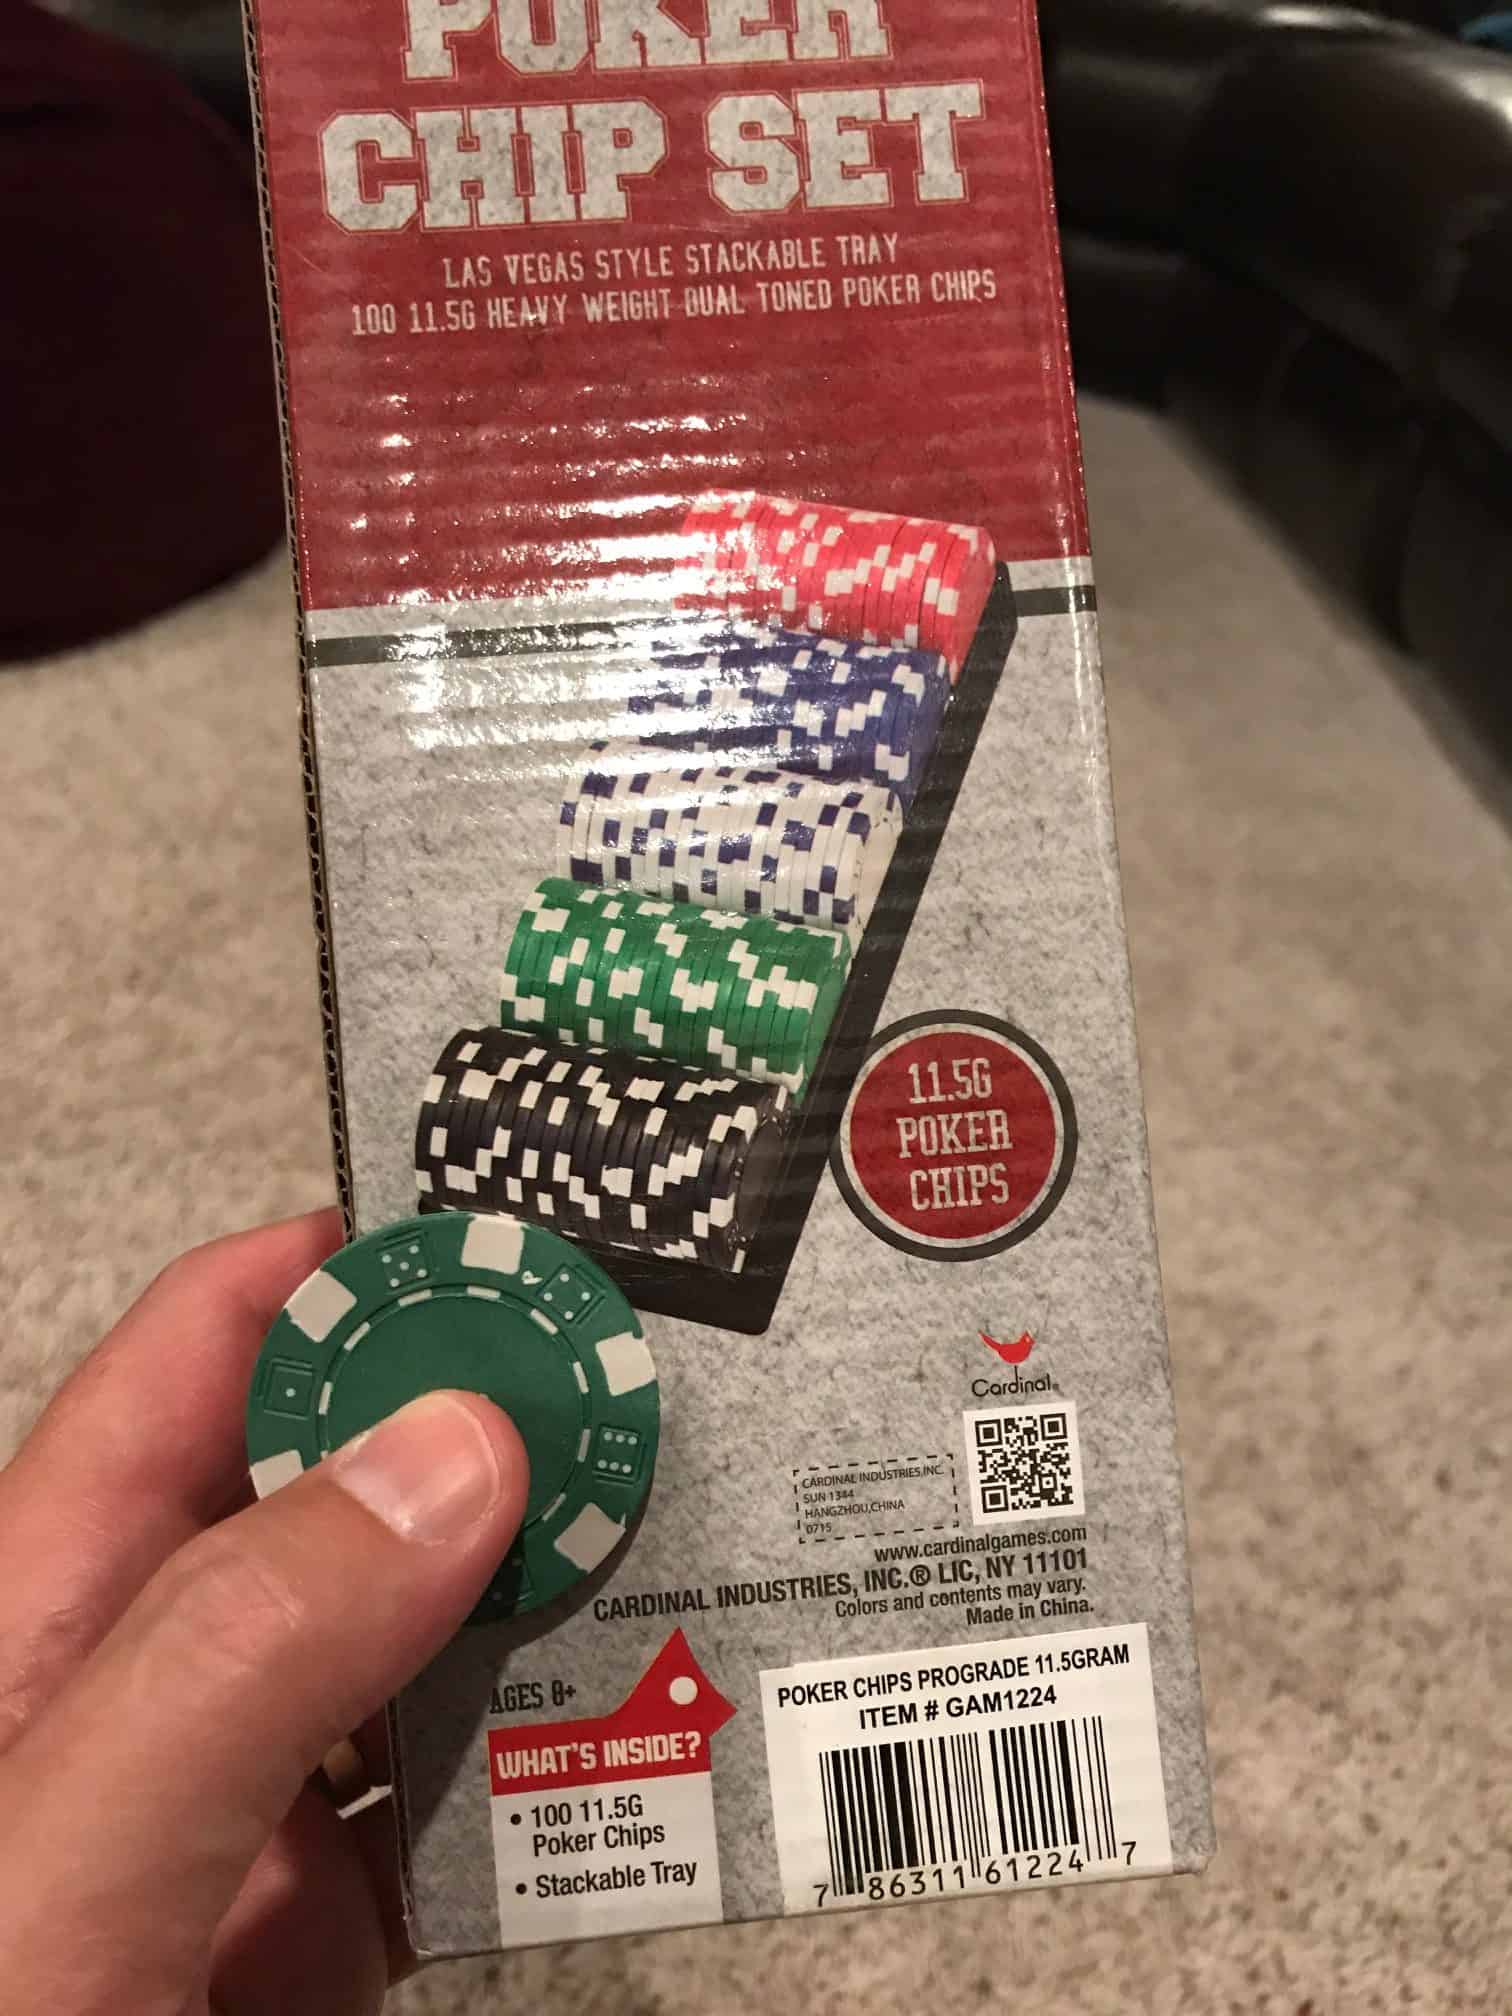 POKER
CHIP SET
LAS VEGAS STYLE STACKABLE TRAY
100 11.5G HEAVY WEIGHT DUAL TONED POKER CHIPS
11.5G
POKER
CHIPS
Cardinal®
CARDINAL INDUSTRIES,INC.
SUN 1344
HANGZHOU,CHINA
0715
www.cardinalgames.com
CARDINAL INDUSTRIES, INC.® LIC, NY 11101
Colors and contents may vary.
Made in China.
AGES 8+
WHAT'S INSIDE?
• 100 11.5G
Poker Chips
• Stackable Tray
POKER CHIPS PROGRADE 11.5GRAM
ITEM # GAM1224
7 86311 61224 7